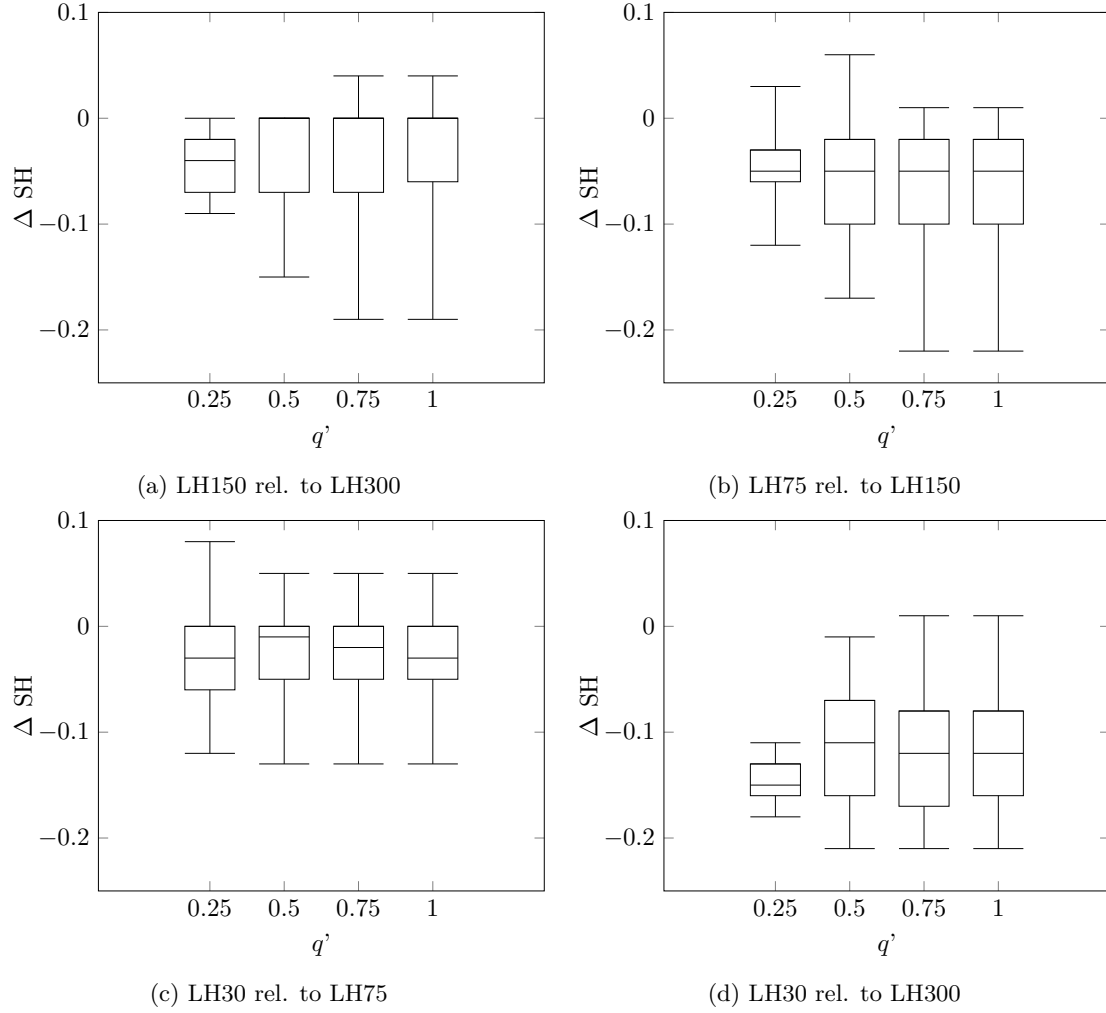 0.1
0
−0.1
−0.2
Δ SH
0.25 0.5 0.75 1
q’
(a) LH150 rel. to LH300
0.1
0
−0.1
−0.2
Δ SH
0.25 0.5 0.75 1
q’
(b) LH75 rel. to LH150
0.1
0
−0.1
−0.2
Δ SH
0.25 0.5 0.75 1
q’
(c) LH30 rel. to LH75
0.1
0
−0.1
−0.2
Δ SH
0.25 0.5 0.75 1
q’
(d) LH30 rel. to LH300